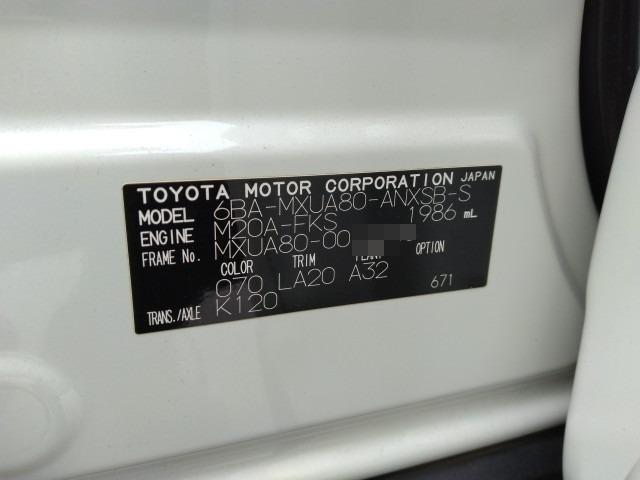 TOYOTA MOTOR CORPORATION JAPAN
MODEL 6BA-MXUA80-ANXSB-S
ENGINE M20A-FKS 1986 mL
FRAME No. MXUA80-00
COLOR TRIM PLANT OPTION
070 LA20 A32 671
TRANS./AXLE K120